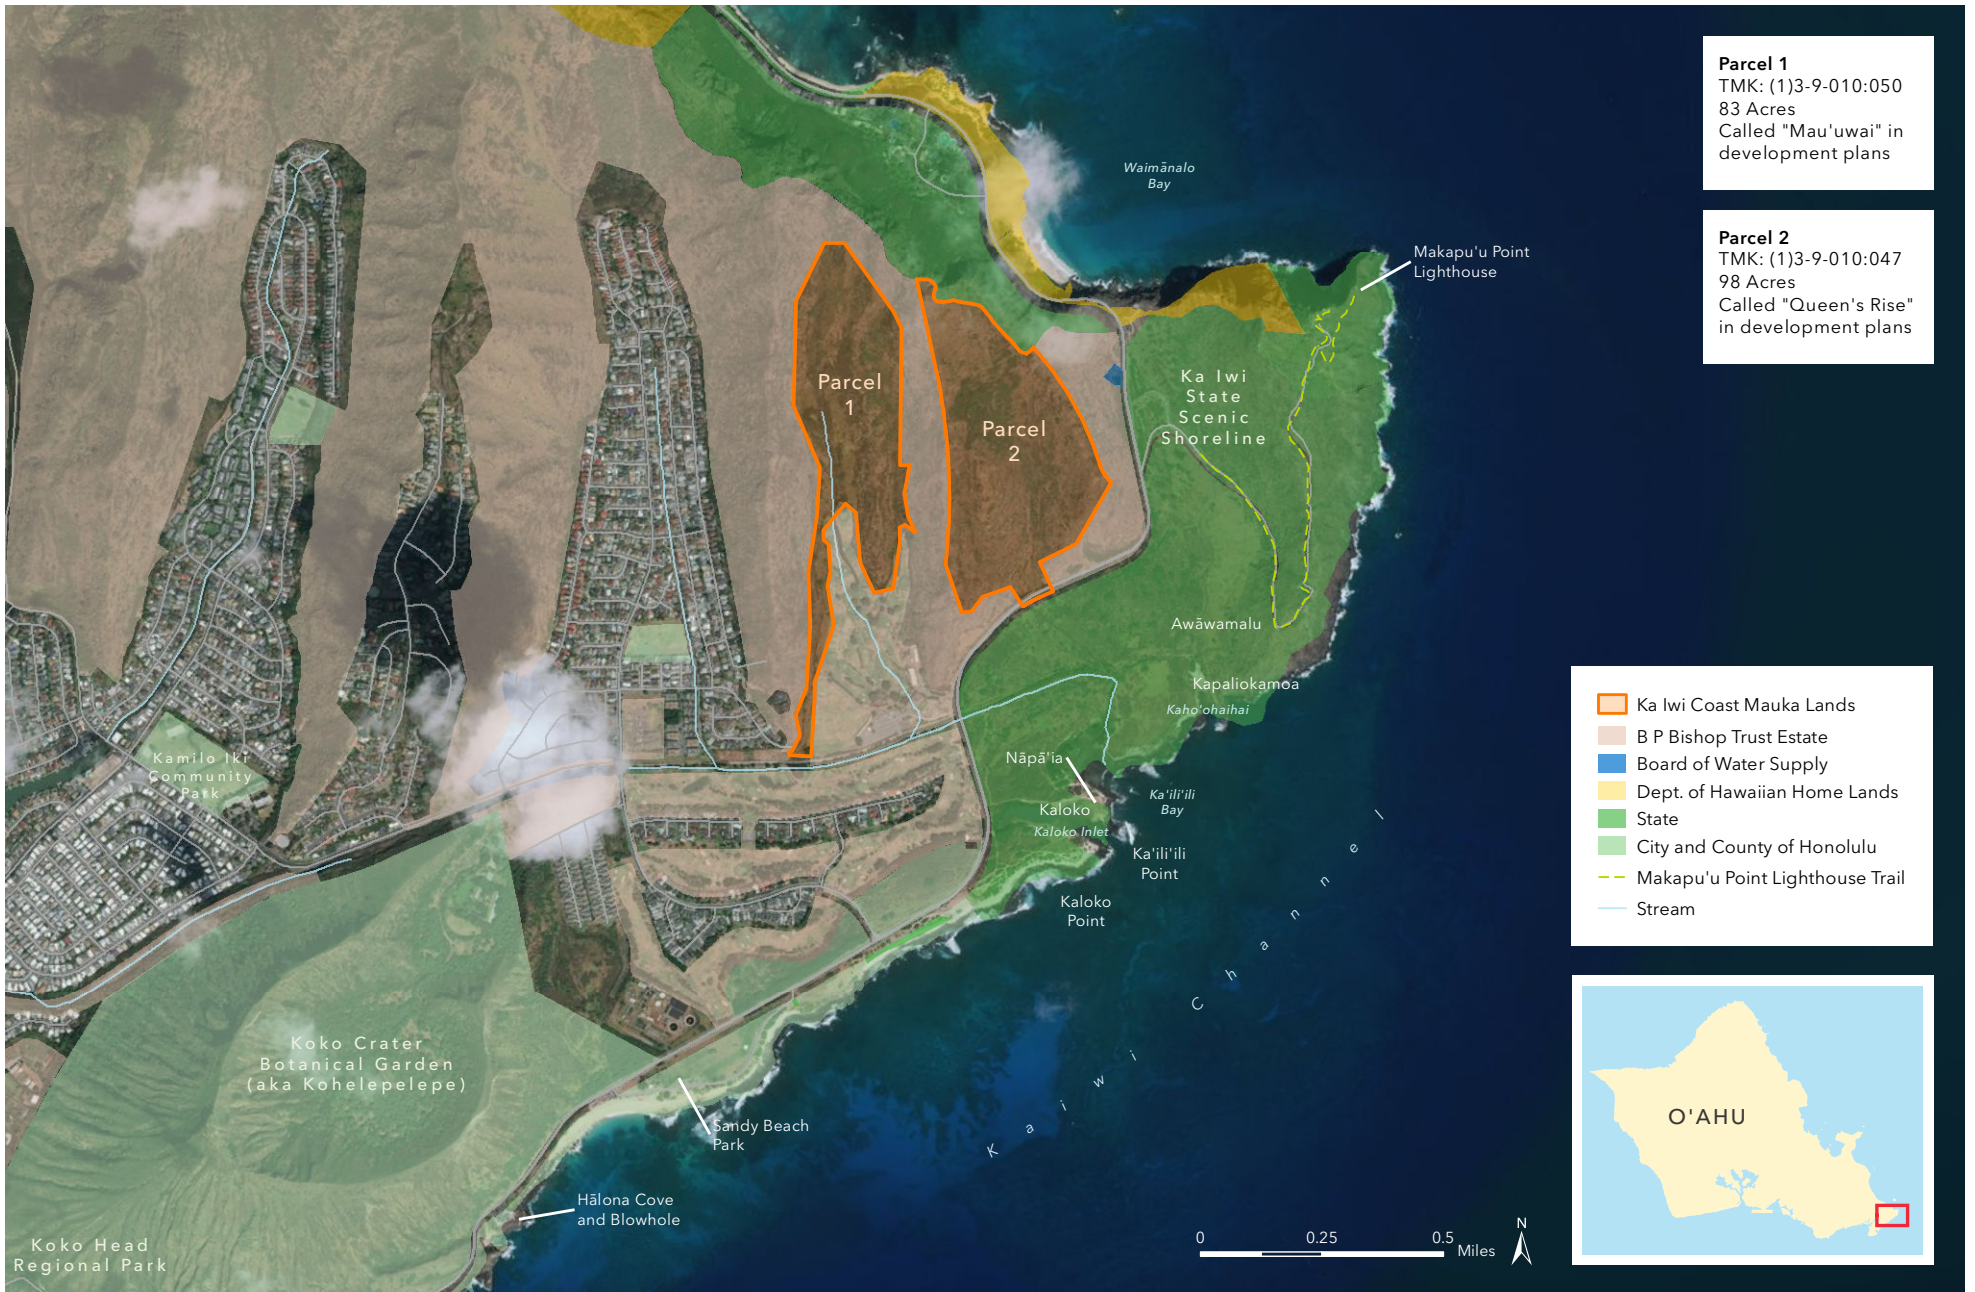 Parcel 1
TMK: (1)3-9-010:050
83 Acres
Called "Mau'uwai" in
development plans
Parcel 2
TMK: (1)3-9-010:047
98 Acres
Called "Queen's Rise"
in development plans
Waimānalo
Bay
Makapu'u Point
Lighthouse
Parcel
1
Parcel
2
Ka Iwi
State
Scenic
Shoreline
Awāwamalu
Kapaliokamoa
Kaho'ohaihai
Nāpā'ia
Kaloko
Kaloko Inlet
Ka'ili'ili
Bay
Ka'ili'ili
Point
Kaloko
Point
Kaiwi Channel
Kamilo Iki
Community
Park
Koko Crater
Botanical Garden
(aka Kohelepelepe)
Sandy Beach
Park
Hālona Cove
and Blowhole
Koko Head
Regional Park
Ka Iwi Coast Mauka Lands
B P Bishop Trust Estate
Board of Water Supply
Dept. of Hawaiian Home Lands
State
City and County of Honolulu
Makapu'u Point Lighthouse Trail
Stream
O'AHU
0 0.25 0.5
Miles
N